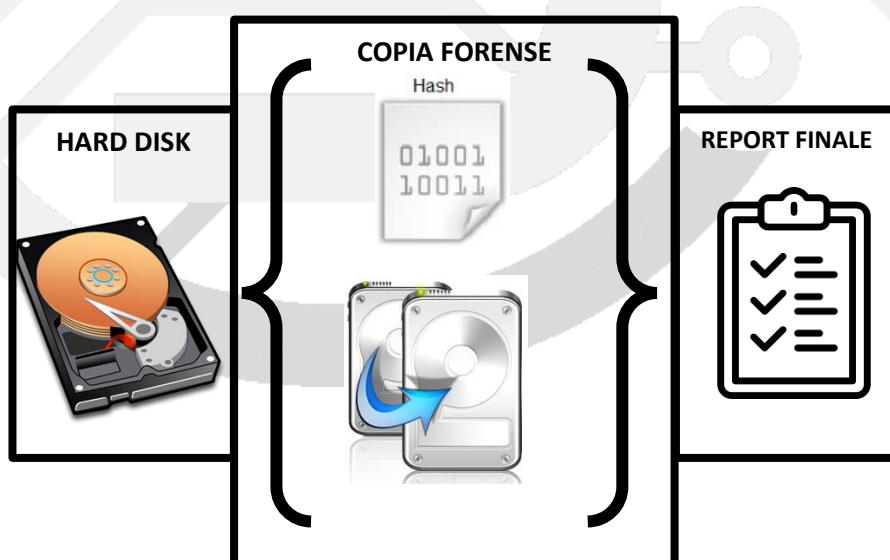 HARD DISK
COPIA FORENSE
Hash
01001
10011
REPORT FINALE